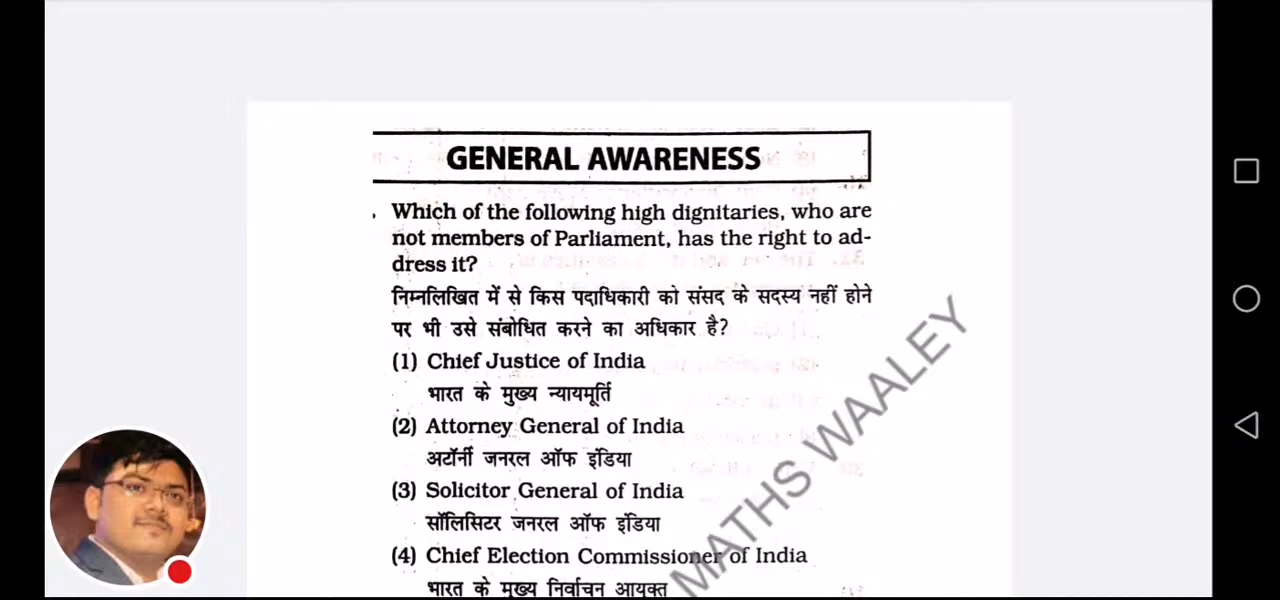 GENERAL AWARENESS
Which of the following high dignitaries, who are
not members of Parliament, has the right to ad-
dress it?
निम्नलिखित में से किस पदाधिकारी को संसद के सदस्य नहीं होने
पर भी उसे संबोधित करने का अधिकार है?
(1) Chief Justice of India
भारत के मुख्य न्यायमूर्ति
(2) Attorney General of India
अटॉर्नी जनरल ऑफ इंडिया
(3) Solicitor General of India
सॉलिसिटर जनरल ऑफ इंडिया
(4) Chief Election Commissioner of India
भारत के मुख्य निर्वाचन आयुक्त
MATHS WAALEY